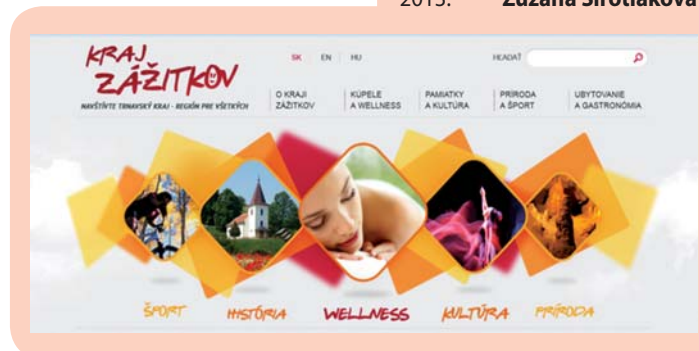 2015. Zuzana Sirotiaková
KRAJ
ZÁŽITKOV
NAVŠTÍVTE TRNAVSKÝ KRAJ - REGIÓN PRE VŠETKÝCH
SK EN HU
HĽADAŤ
O KRAJI
ZÁŽITKOV
KÚPELE
A WELLNESS
PAMIATKY
A KULTÚRA
PRÍRODA
A ŠPORT
UBYTOVANIE
A GASTRONÓMIA
ŠPORT
HISTÓRIA
WELLNESS
KULTÚRA
PRÍRODA